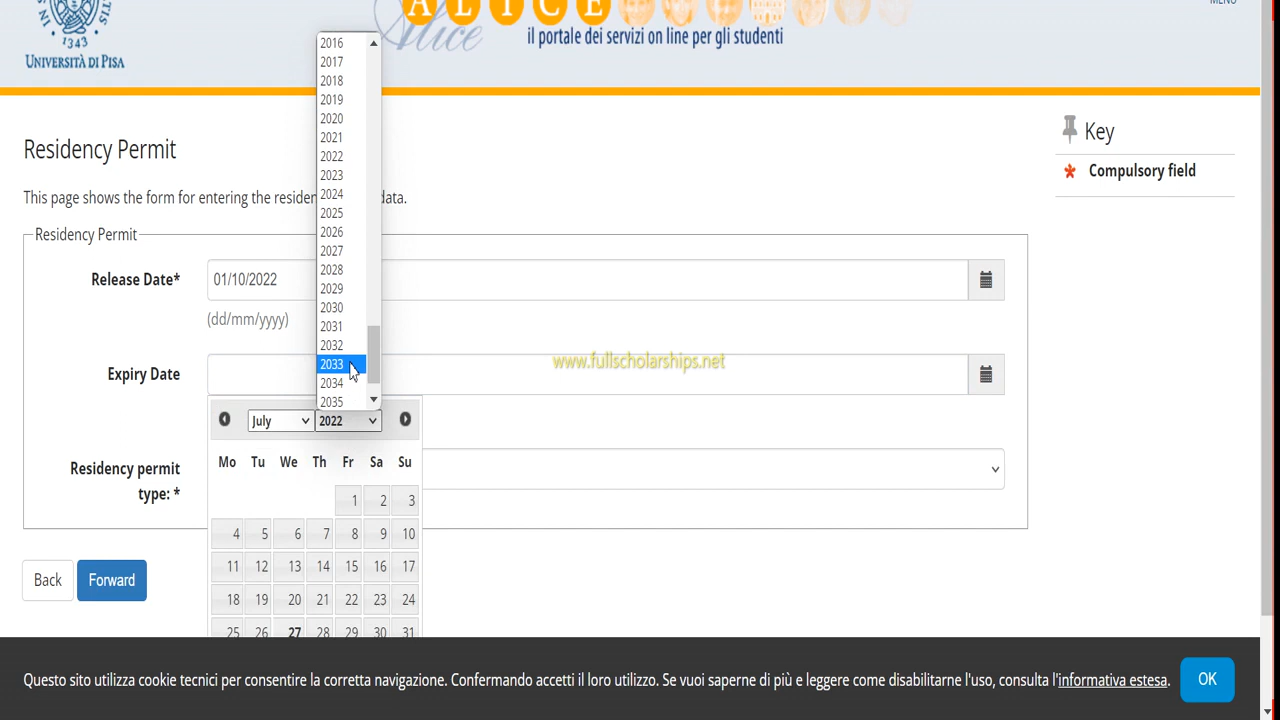 MENU
ALICE
Alice
il portale dei servizi on line per gli studenti
IN
SITATIS
1343
UNIVERSITÀ DI PISA
Residency Permit
This page shows the form for entering the residen data.
Residency Permit
Release Date*
01/10/2022
(dd/mm/yyyy)
Expiry Date
Residency permit
type: *
2016
2017
2018
2019
2020
2021
2022
2023
2024
2025
2026
2027
2028
2029
2030
2031
2032
2033
2034
2035
July 2022
Mo Tu We Th Fr Sa Su
1 2 3
4 5 6 7 8 9 10
11 12 13 14 15 16 17
18 19 20 21 22 23 24
25 26 27 28 29 30 31
www.fullscholarships.net
Key
Compulsory field
Back Forward
Questo sito utilizza cookie tecnici per consentire la corretta navigazione. Confermando accetti il loro utilizzo. Se vuoi saperne di più e leggere come disabilitarne l'uso, consulta l'informativa estesa.
OK